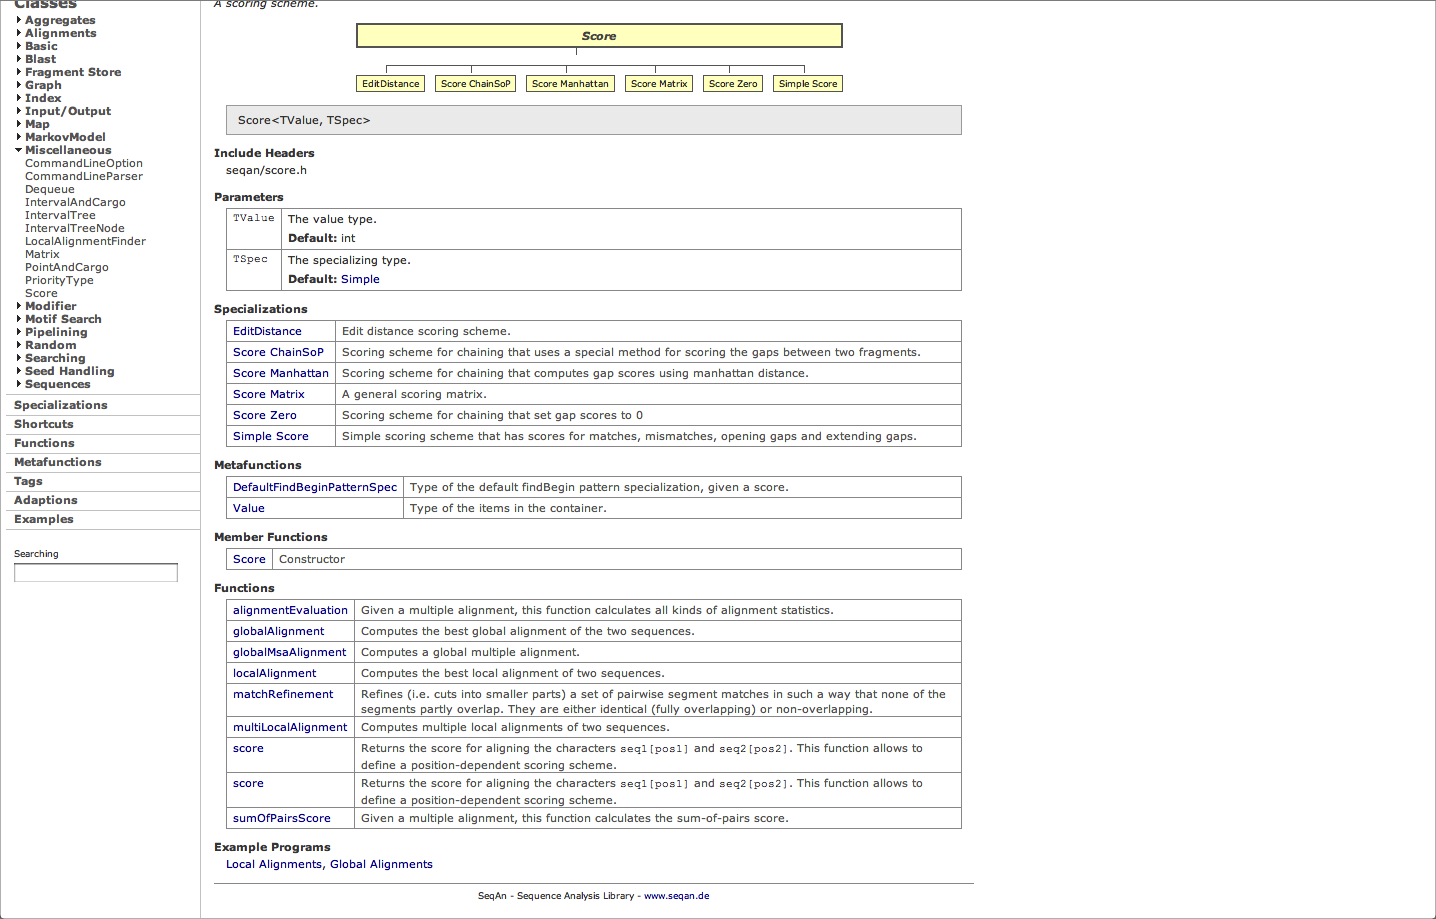 Classes
Aggregates
Alignments
Basic
Blast
Fragment Store
Graph
Index
Input/Output
Map
MarkovModel
Miscellaneous
CommandLineOption
CommandLineParser
Dequeue
IntervalAndCargo
IntervalTree
IntervalTreeNode
LocalAlignmentFinder
Matrix
PointAndCargo
PriorityType
Score
Modifier
Motif Search
Pipelining
Random
Searching
Seed Handling
Sequences
Specializations
Shortcuts
Functions
Metafunctions
Tags
Adaptions
Examples
Searching
A scoring scheme.
Score
EditDistance Score ChainSoP Score Manhattan Score Matrix Score Zero Simple Score
Score<TValue, TSpec>
Include Headers
seqan/score.h
Parameters
TValue The value type.
Default: int
TSpec The specializing type.
Default: Simple
Specializations
EditDistance Edit distance scoring scheme.
Score ChainSoP Scoring scheme for chaining that uses a special method for scoring the gaps between two fragments.
Score Manhattan Scoring scheme for chaining that computes gap scores using manhattan distance.
Score Matrix A general scoring matrix.
Score Zero Scoring scheme for chaining that set gap scores to 0
Simple Score Simple scoring scheme that has scores for matches, mismatches, opening gaps and extending gaps.
Metafunctions
DefaultFindBeginPatternSpec Type of the default findBegin pattern specialization, given a score.
Value Type of the items in the container.
Member Functions
Score Constructor
Functions
alignmentEvaluation Given a multiple alignment, this function calculates all kinds of alignment statistics.
globalAlignment Computes the best global alignment of the two sequences.
globalMsaAlignment Computes a global multiple alignment.
localAlignment Computes the best local alignment of two sequences.
matchRefinement Refines (i.e. cuts into smaller parts) a set of pairwise segment matches in such a way that none of the
segments partly overlap. They are either identical (fully overlapping) or non-overlapping.
multiLocalAlignment Computes multiple local alignments of two sequences.
score Returns the score for aligning the characters seq1[pos1] and seq2[pos2]. This function allows to
define a position-dependent scoring scheme.
score Returns the score for aligning the characters seq1[pos1] and seq2[pos2]. This function allows to
define a position-dependent scoring scheme.
sumOfPairsScore Given a multiple alignment, this function calculates the sum-of-pairs score.
Example Programs
Local Alignments, Global Alignments
SeqAn - Sequence Analysis Library - www.seqan.de